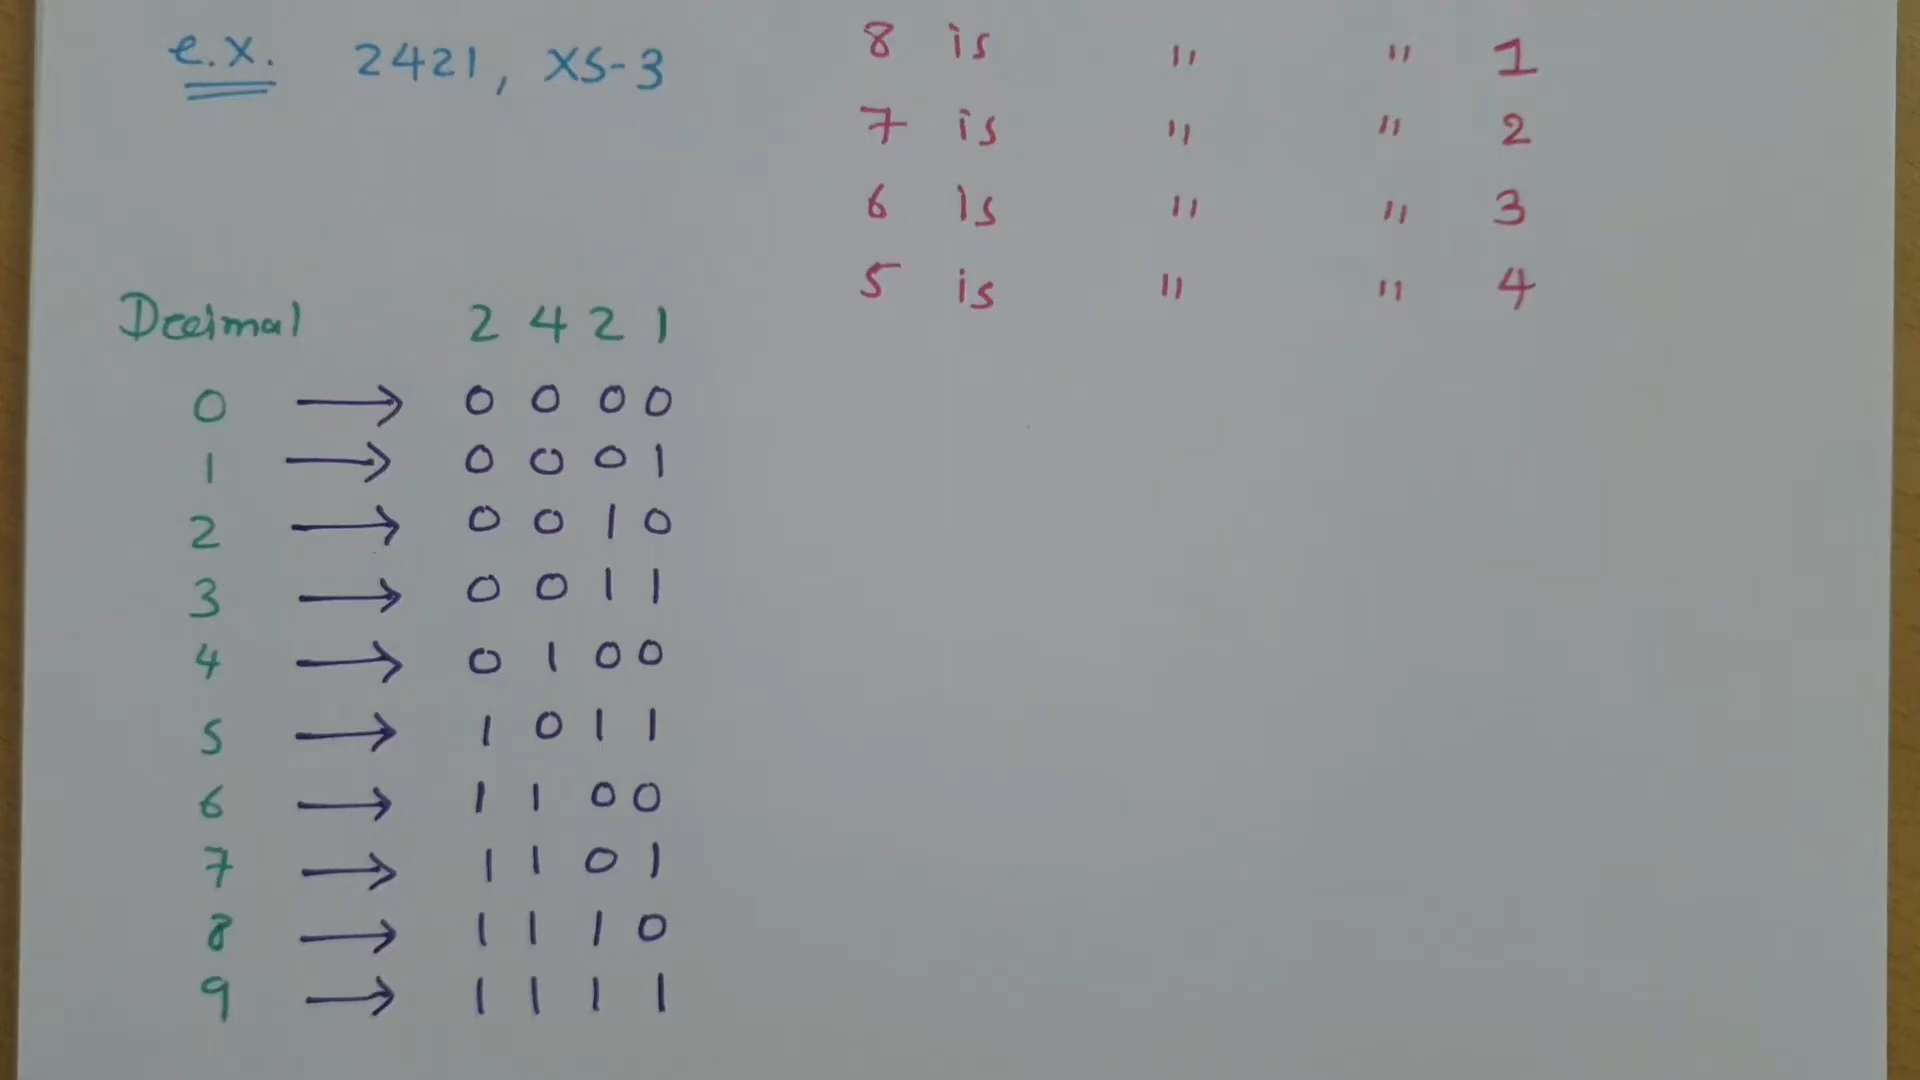 e.x. 2421, XS-3
8 is " " 1
7 is " " 2
6 is " " 3
5 is " " 4
Decimal 2 4 2 1
0 → 0 0 0 0
1 → 0 0 0 1
2 → 0 0 1 0
3 → 0 0 1 1
4 → 0 1 0 0
5 → 1 0 1 1
6 → 1 1 0 0
7 → 1 1 0 1
8 → 1 1 1 0
9 → 1 1 1 1